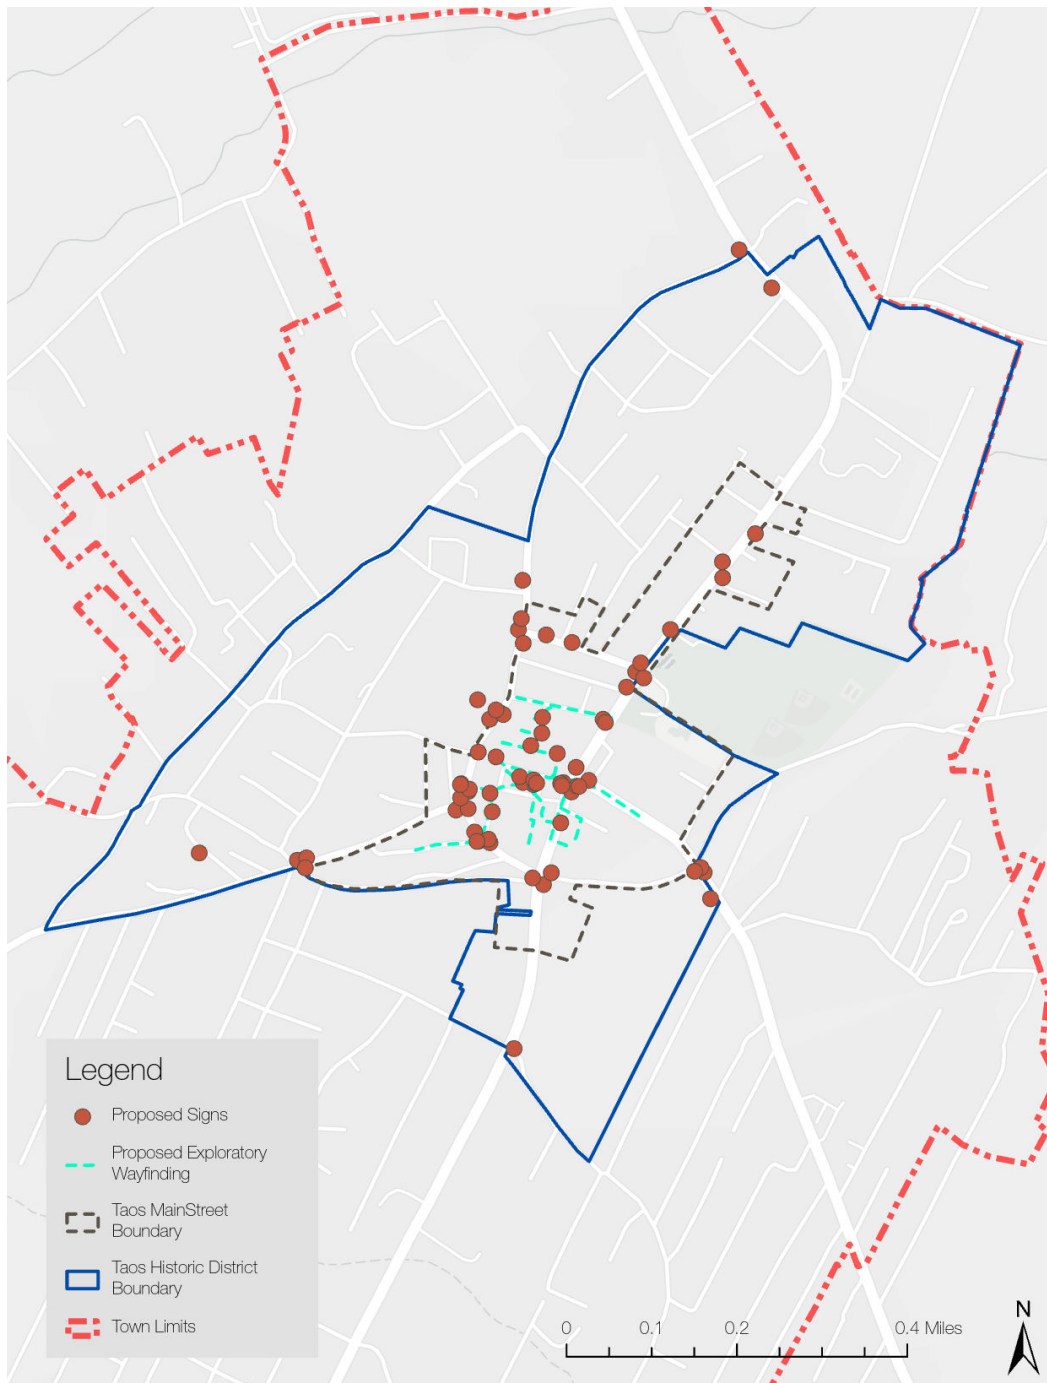 Legend
Proposed Signs
Proposed Exploratory
Wayfinding
Taos MainStreet
Boundary
Taos Historic District
Boundary
Town Limits
0 0.1 0.2 0.4 Miles
N